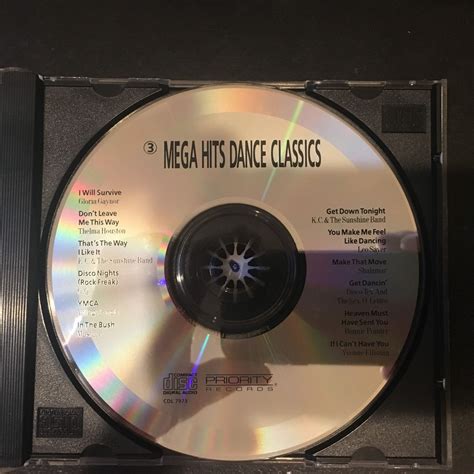 ③ MEGA HITS DANCE CLASSICS
I Will Survive
Gloria Gaynor
Don't Leave
Me This Way
Thelma Houston
That's The Way
I Like It
K.C. & The Sunshine Band
Disco Nights
(Rock Freak)
YMCA
In The Bush
Get Down Tonight
K.C. & The Sunshine Band
You Make Me Feel
Like Dancing
Leo Sayer
Make That Move
Shalamar
Getting
Heaven Must
Have Sent You
Bonnie Pointer
If I Can't Have You
Yvonne Elliman
COMPACT
disc
DIGITAL AUDIO
PRIORITY
RECORDS
CDL 7973